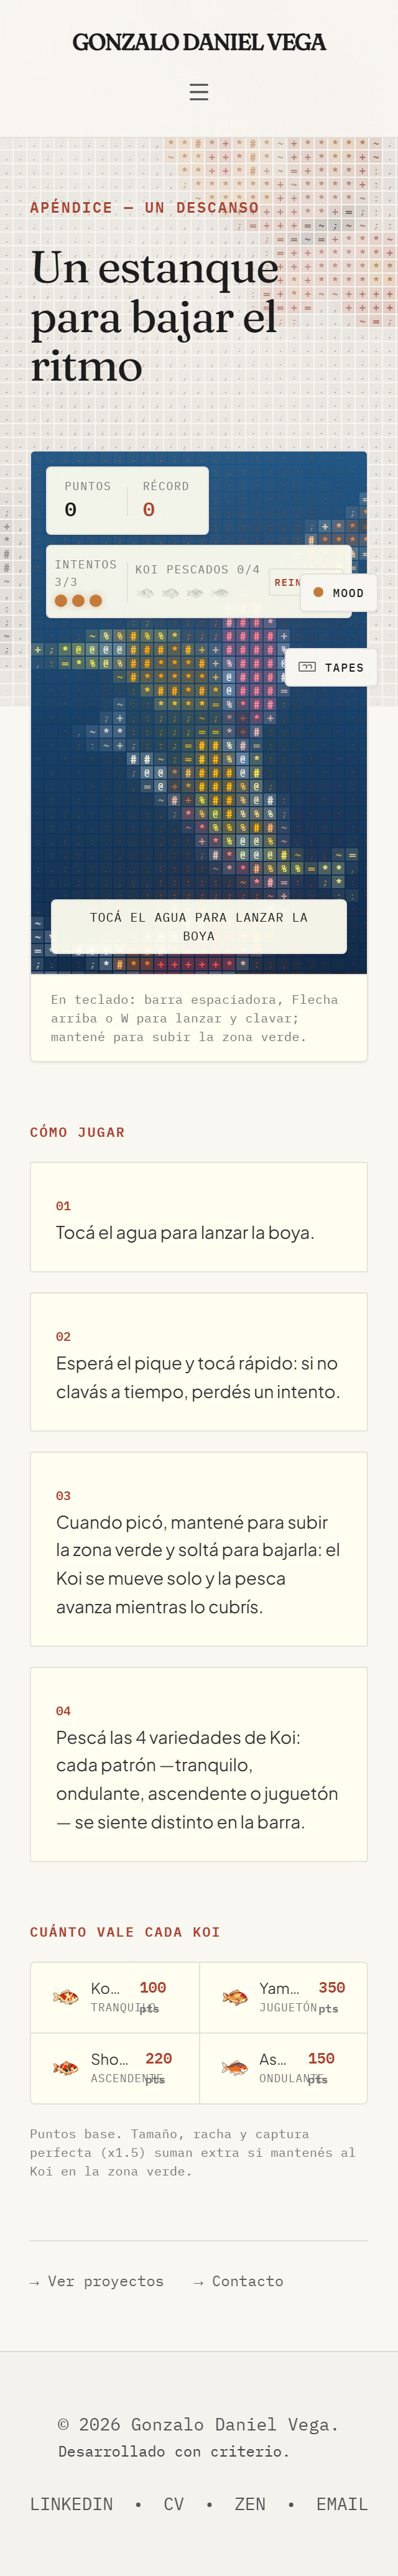 GONZALO DANIEL VEGA
APÉNDICE — UN DESCANSO
Un estanque
para bajar el
ritmo
PUNTOS
0
RÉCORD
0
INTENTOS
3/3
KOI PESCADOS 0/4
MOOD
TAPES
TOCÁ EL AGUA PARA LANZAR LA
BOYA
En teclado: barra espaciadora, Flecha
arriba o W para lanzar y clavar;
mantené para subir la zona verde.
CÓMO JUGAR
01
Tocá el agua para lanzar la boya.
02
Esperá el pique y tocá rápido: si no
clavás a tiempo, perdés un intento.
03
Cuando picó, mantené para subir
la zona verde y soltá para bajarla: el
Koi se mueve solo y la pesca
avanza mientras lo cubrís.
04
Pescá las 4 variedades de Koi:
cada patrón —tranquilo,
ondulante, ascendente o juguetón
— se siente distinto en la barra.
CUÁNTO VALE CADA KOI
Ko... 100
TRANQUILO pts
Yam... 350
JUGUETÓN pts
Sho... 220
ASCENDENTE pts
As... 150
ONDULANTE pts
Puntos base. Tamaño, racha y captura
perfecta (x1.5) suman extra si mantenés al
Koi en la zona verde.
→ Ver proyectos → Contacto
© 2026 Gonzalo Daniel Vega.
Desarrollado con criterio.
LINKEDIN • CV • ZEN • EMAIL